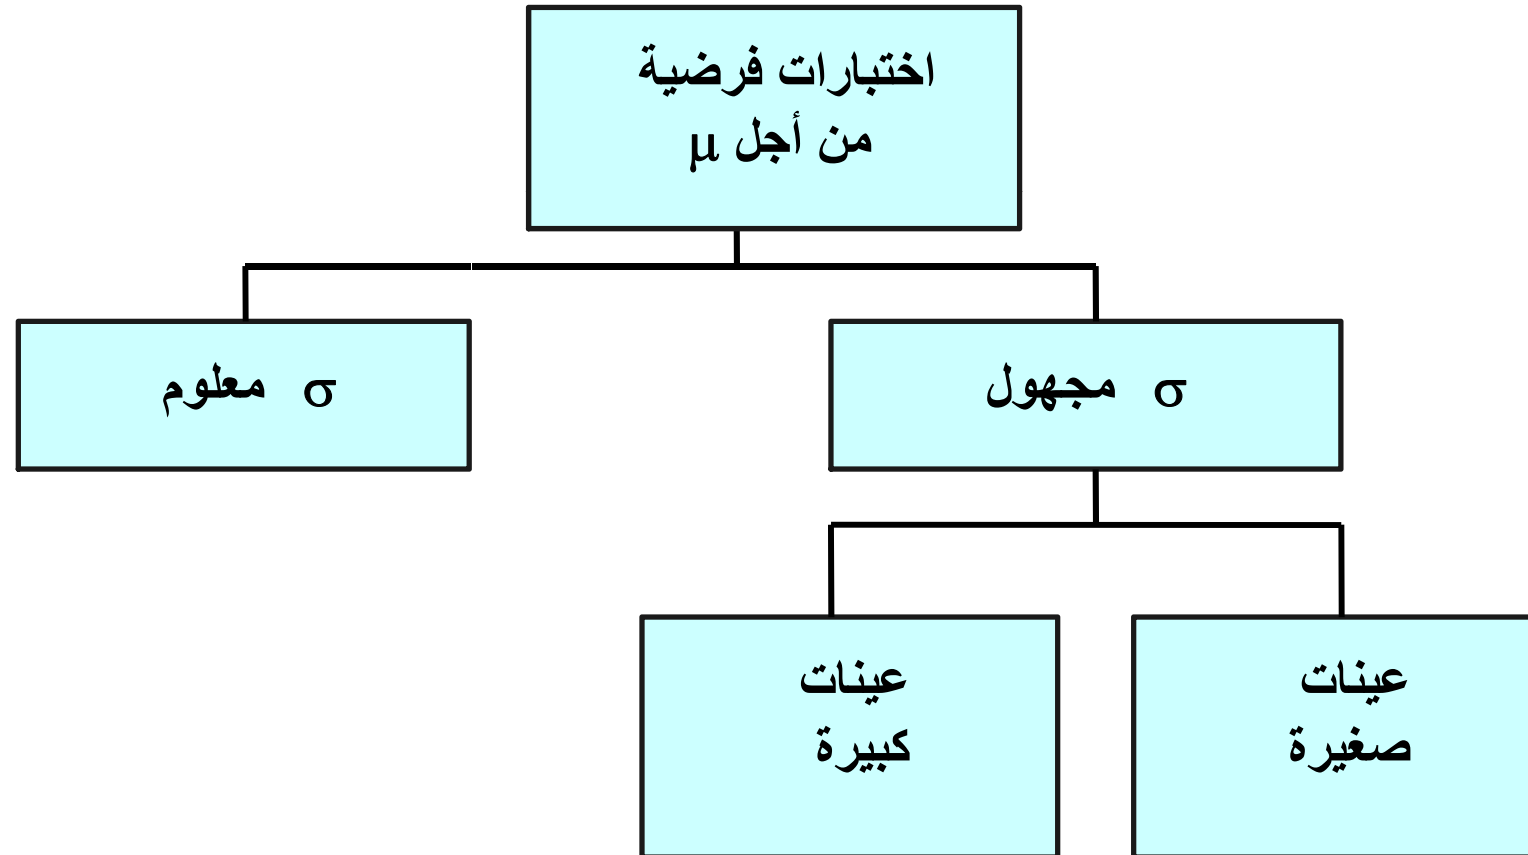 اختبارات فرضية
من أجل μ
σ مجهول
σ معلوم
عينات
صغيرة
عينات
كبيرة